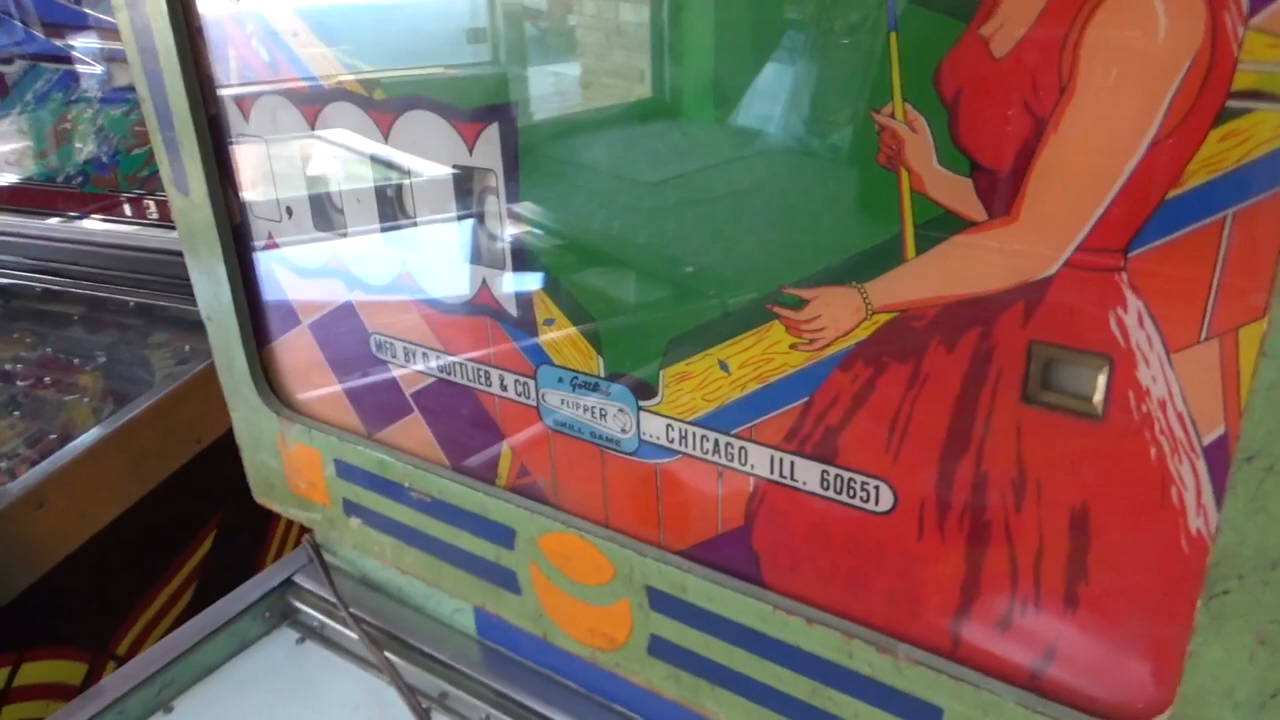 MFD. BY D. GOTTLIEB & CO.
A Gottlieb
FLIPPER
SKILL GAME
...CHICAGO, ILL. 60651